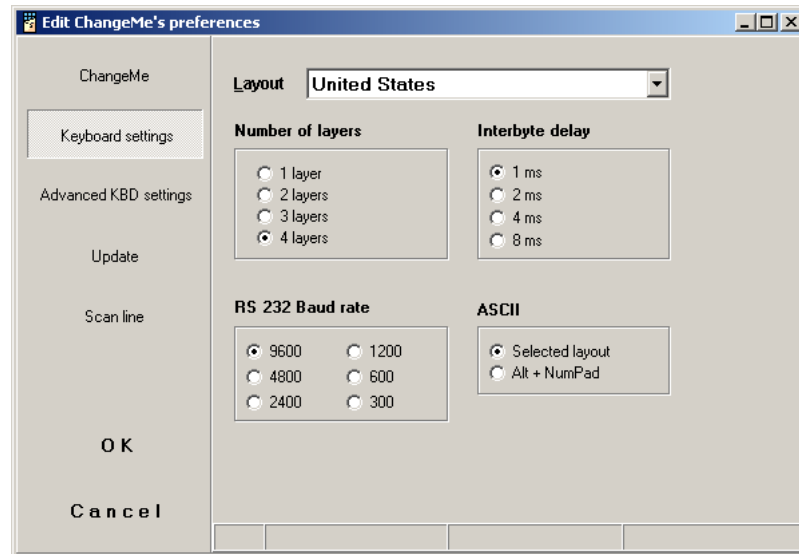 Edit ChangeMe's preferences
ChangeMe
Keyboard settings
Advanced KBD settings
Update
Scan line
OK
Cancel
Layout United States
Number of layers
1 layer
2 layers
3 layers
4 layers
Interbyte delay
1 ms
2 ms
4 ms
8 ms
RS 232 Baud rate
9600 1200
4800 600
2400 300
ASCII
Selected layout
Alt + NumPad